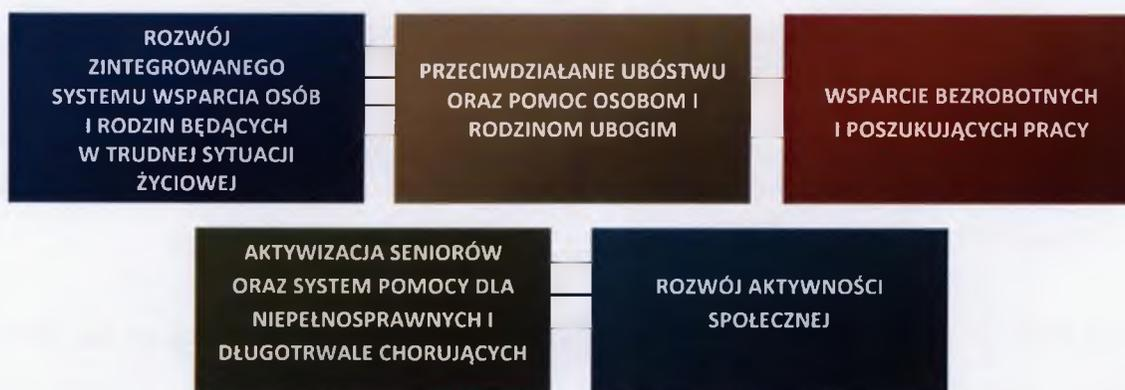 ROZWÓJ
ZINTEGROWANEGO
SYSTEMU WSPARCIA OSÓB
I RODZIN BĘDĄCYCH
W TRUDNEJ SYTUACJI
ŻYCIOWEJ
PRZECIWDZIAŁANIE UBÓSTWU
ORAZ POMOC OSOBOM I
RODZINOM UBOGIM
WSPARCIE BEZROBOTNYCH
I POSZUKUJĄCYCH PRACY
AKTYWIZACJA SENIORÓW
ORAZ SYSTEM POMOCY DLA
NIEPEŁNOSPRAWNYCH I
DŁUGOTRWALE CHORUJĄCYCH
ROZWÓJ AKTYWNOŚCI
SPOŁECZNEJ